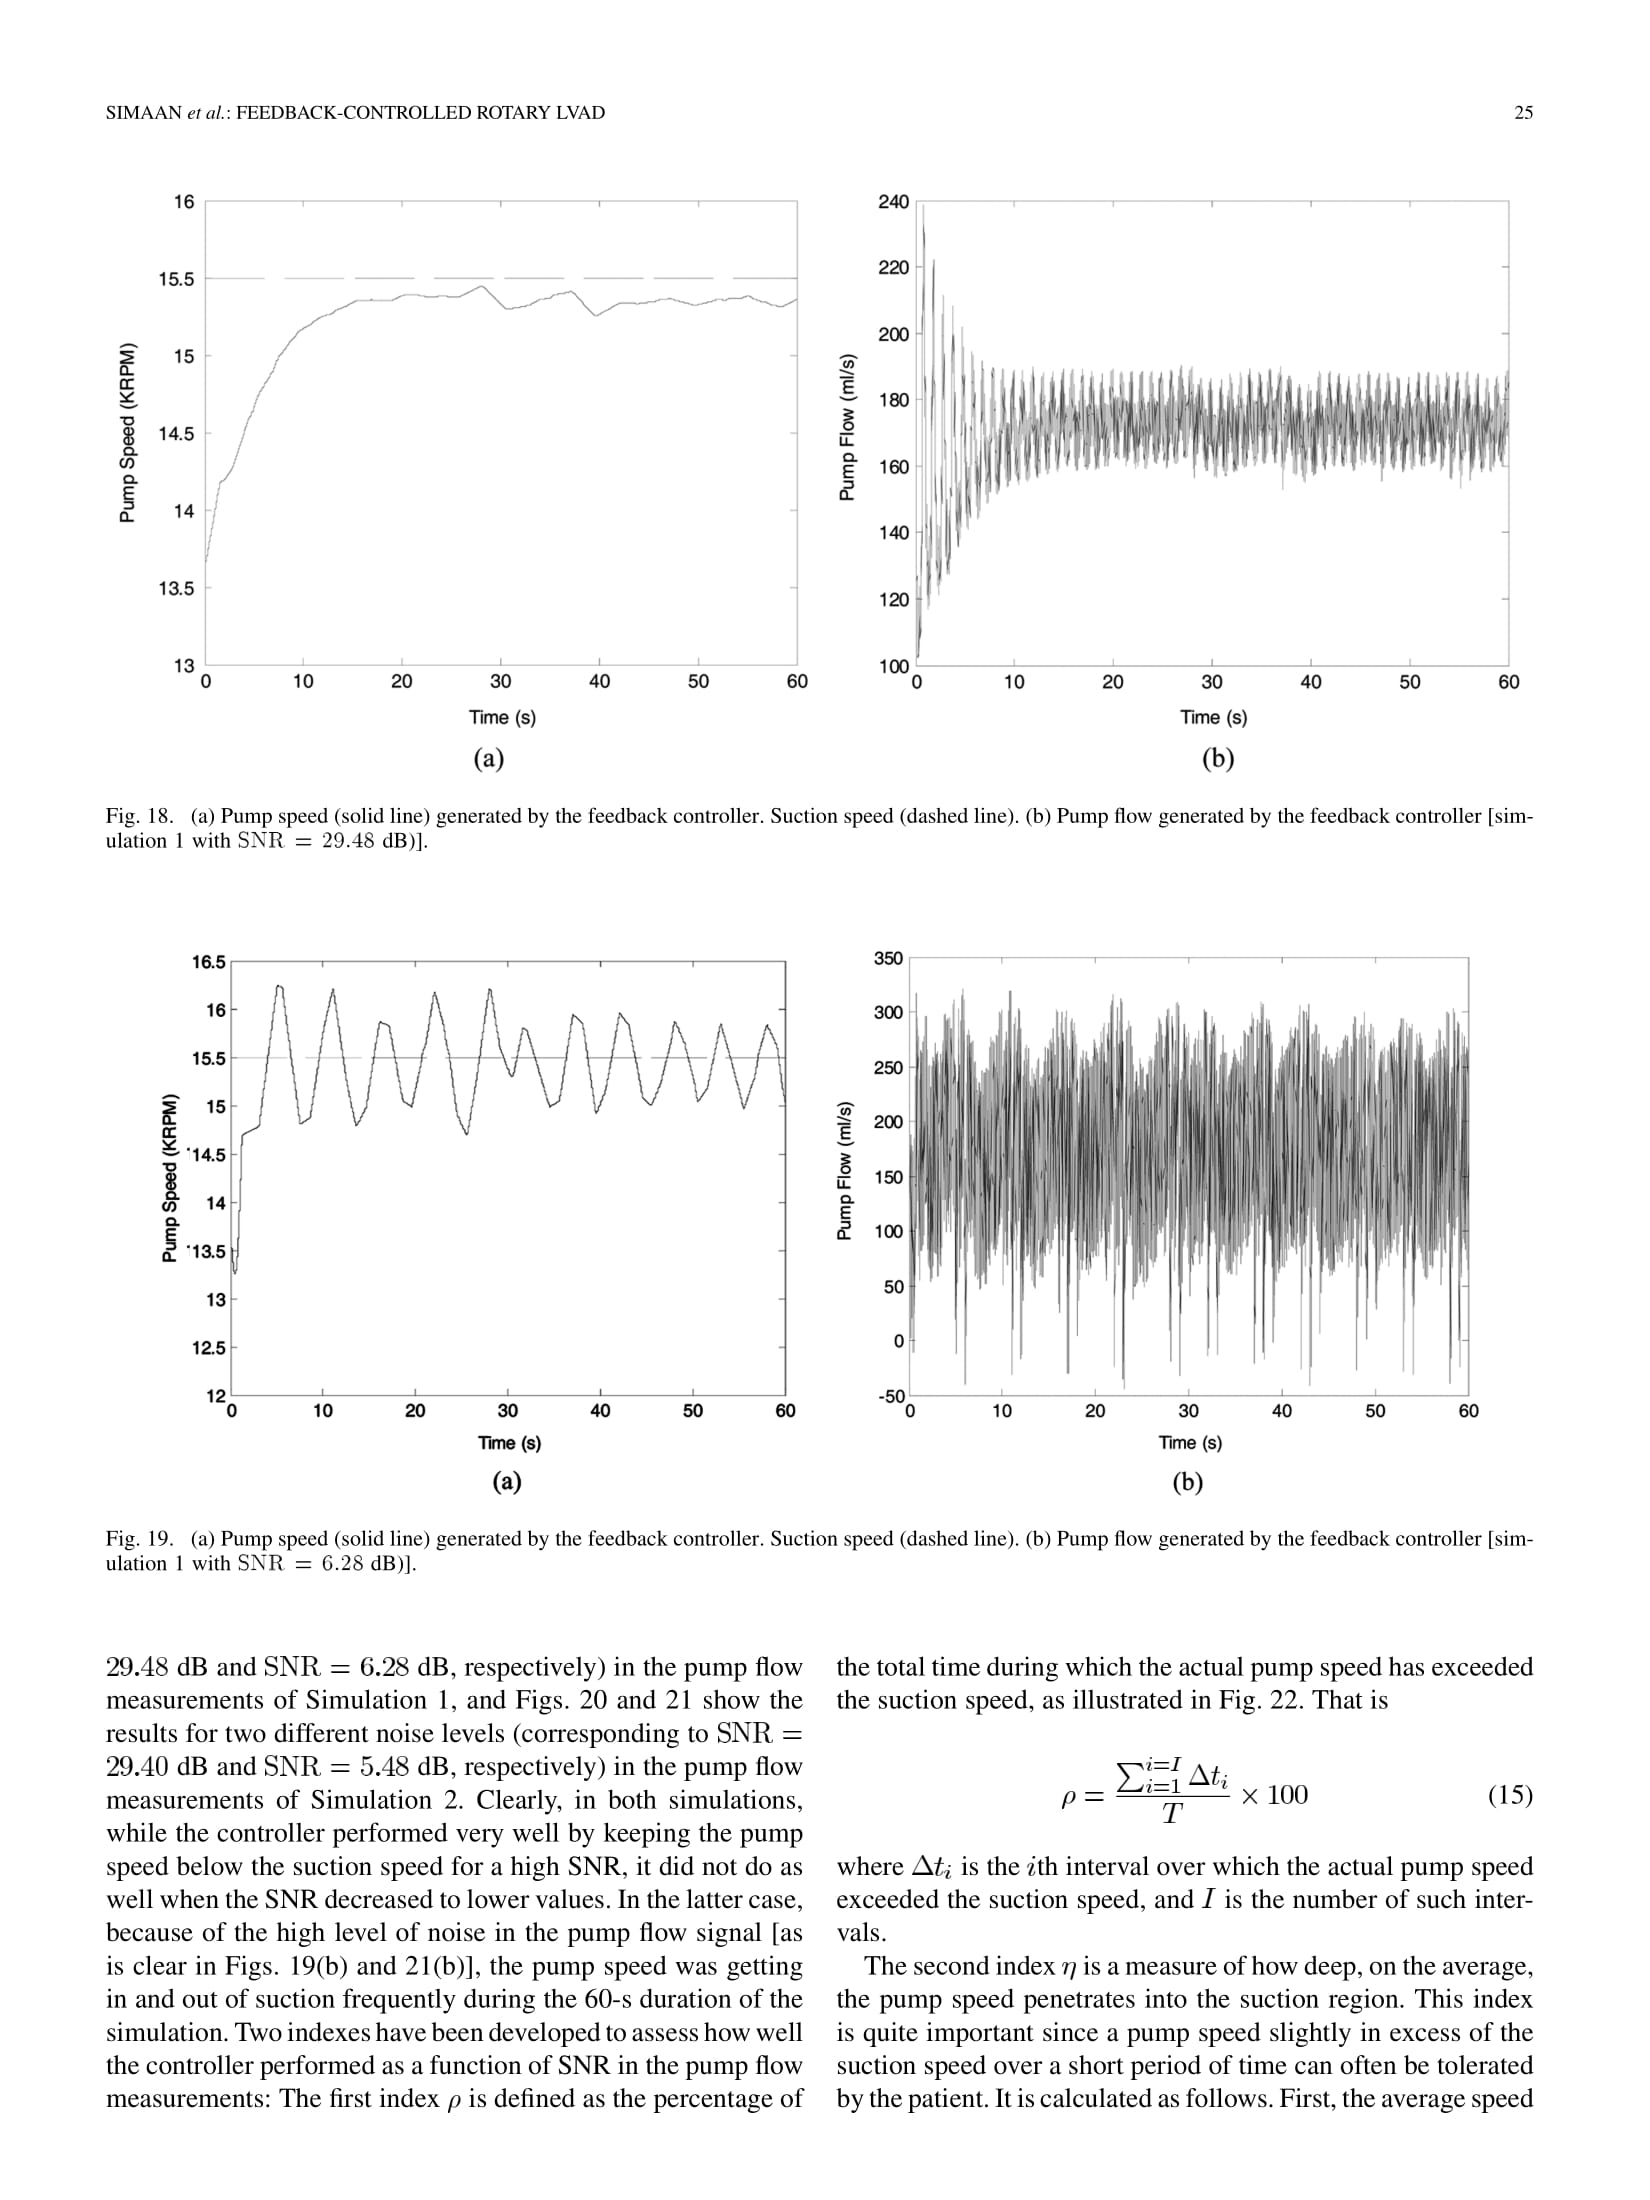 SIMAAN et al.: FEEDBACK-CONTROLLED ROTARY LVAD 25
16
15.5
15
14.5
14
13.5
13
0 10 20 30 40 50 60
Pump Speed (KRPM)
Time (s)
(a)
240
220
200
180
160
140
120
100
0 10 20 30 40 50 60
Pump Flow (ml/s)
Time (s)
(b)
Fig. 18. (a) Pump speed (solid line) generated by the feedback controller. Suction speed (dashed line). (b) Pump flow generated by the feedback controller [sim-
ulation 1 with SNR = 29.48 dB)].
16.5
16
15.5
15
14.5
14
13.5
13
12.5
12
0 10 20 30 40 50 60
Pump Speed (KRPM)
Time (s)
(a)
350
300
250
200
150
100
50
0
-50
0 10 20 30 40 50 60
Pump Flow (ml/s)
Time (s)
(b)
Fig. 19. (a) Pump speed (solid line) generated by the feedback controller. Suction speed (dashed line). (b) Pump flow generated by the feedback controller [sim-
ulation 1 with SNR = 6.28 dB)].
29.48 dB and SNR = 6.28 dB, respectively) in the pump flow
measurements of Simulation 1, and Figs. 20 and 21 show the
results for two different noise levels (corresponding to SNR =
29.40 dB and SNR = 5.48 dB, respectively) in the pump flow
measurements of Simulation 2. Clearly, in both simulations,
while the controller performed very well by keeping the pump
speed below the suction speed for a high SNR, it did not do as
well when the SNR decreased to lower values. In the latter case,
because of the high level of noise in the pump flow signal [as
is clear in Figs. 19(b) and 21(b)], the pump speed was getting
in and out of suction frequently during the 60-s duration of the
simulation. Two indexes have been developed to assess how well
the controller performed as a function of SNR in the pump flow
measurements: The first index ρ is defined as the percentage of
the total time during which the actual pump speed has exceeded
the suction speed, as illustrated in Fig. 22. That is
ρ = ∑_{i=1}^{i=I} Δt_i / T × 100 (15)
where Δt_i is the ith interval over which the actual pump speed
exceeded the suction speed, and I is the number of such inter-
vals.
The second index η is a measure of how deep, on the average,
the pump speed penetrates into the suction region. This index
is quite important since a pump speed slightly in excess of the
suction speed over a short period of time can often be tolerated
by the patient. It is calculated as follows. First, the average speed